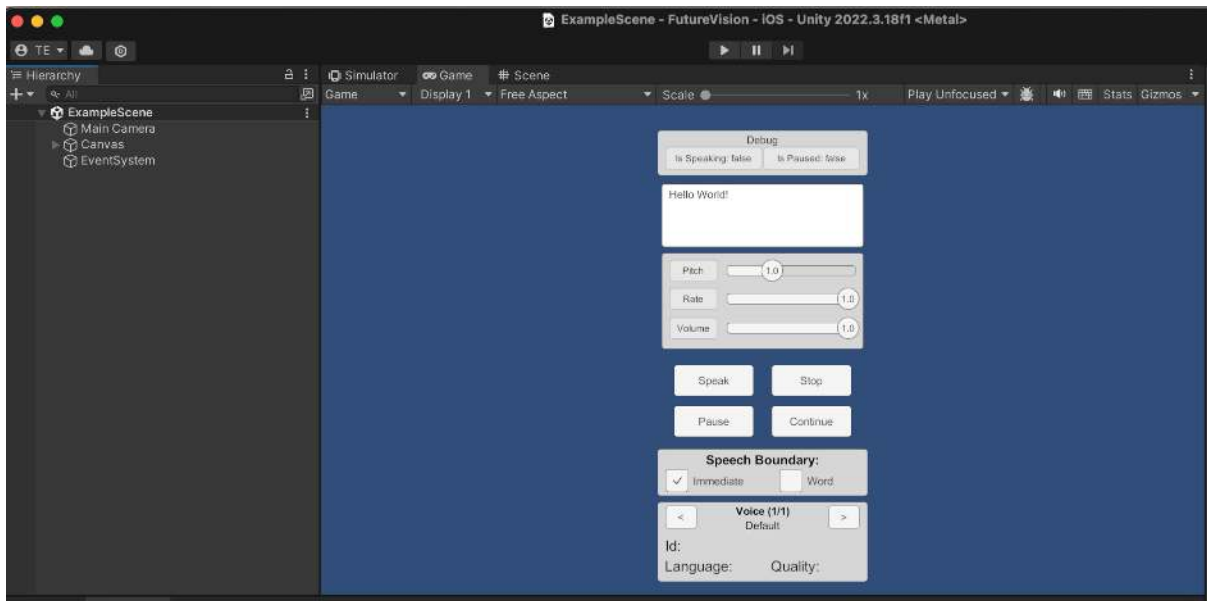 ExampleScene - FutureVision - iOS - Unity 2022.3.18f1 <Metal>
TE
Hierarchy
All
ExampleScene
Main Camera
Canvas
EventSystem
Simulator Game Scene
Game Display 1 Free Aspect Scale 1x Play Unfocused Stats Gizmos
Debug
Is Speaking: false Is Paused: false
Hello World!
Pitch 1.0
Rate 1.0
Volume 1.0
Speak Stop
Pause Continue
Speech Boundary:
✓ Immediate Word
< Voice (1/1) >
Default
Id:
Language: Quality: